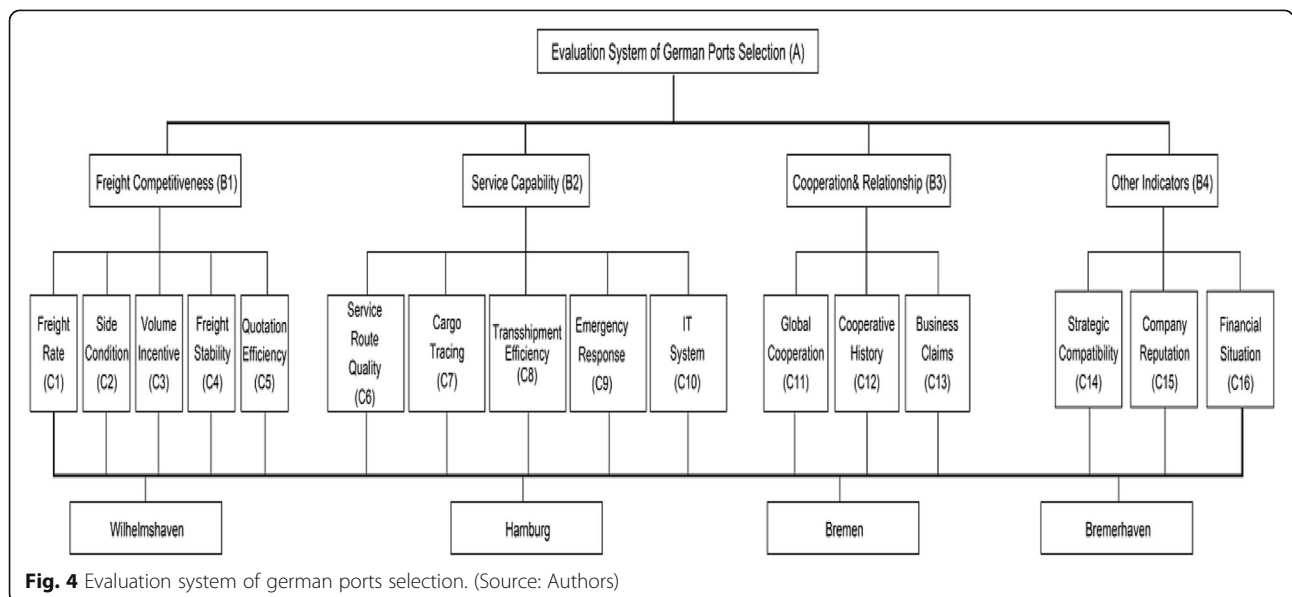 Evaluation System of German Ports Selection (A)
Freight Competitiveness (B1)
Service Capability (B2)
Cooperation& Relationship (B3)
Other Indicators (B4)
Freight
Rate
(C1)
Side
Condition
(C2)
Volume
Incentive
(C3)
Freight
Stability
(C4)
Quotation
Efficiency
(C5)
Service
Route
Quality
(C6)
Cargo
Tracing
(C7)
Transshipment
Efficiency
(C8)
Emergency
Response
(C9)
IT
System
(C10)
Global
Cooperation
(C11)
Cooperative
History
(C12)
Business
Claims
(C13)
Strategic
Compatibility
(C14)
Company
Reputation
(C15)
Financial
Situation
(C16)
Wilhelmshaven
Hamburg
Bremen
Bremerhaven
Fig. 4 Evaluation system of german ports selection. (Source: Authors)